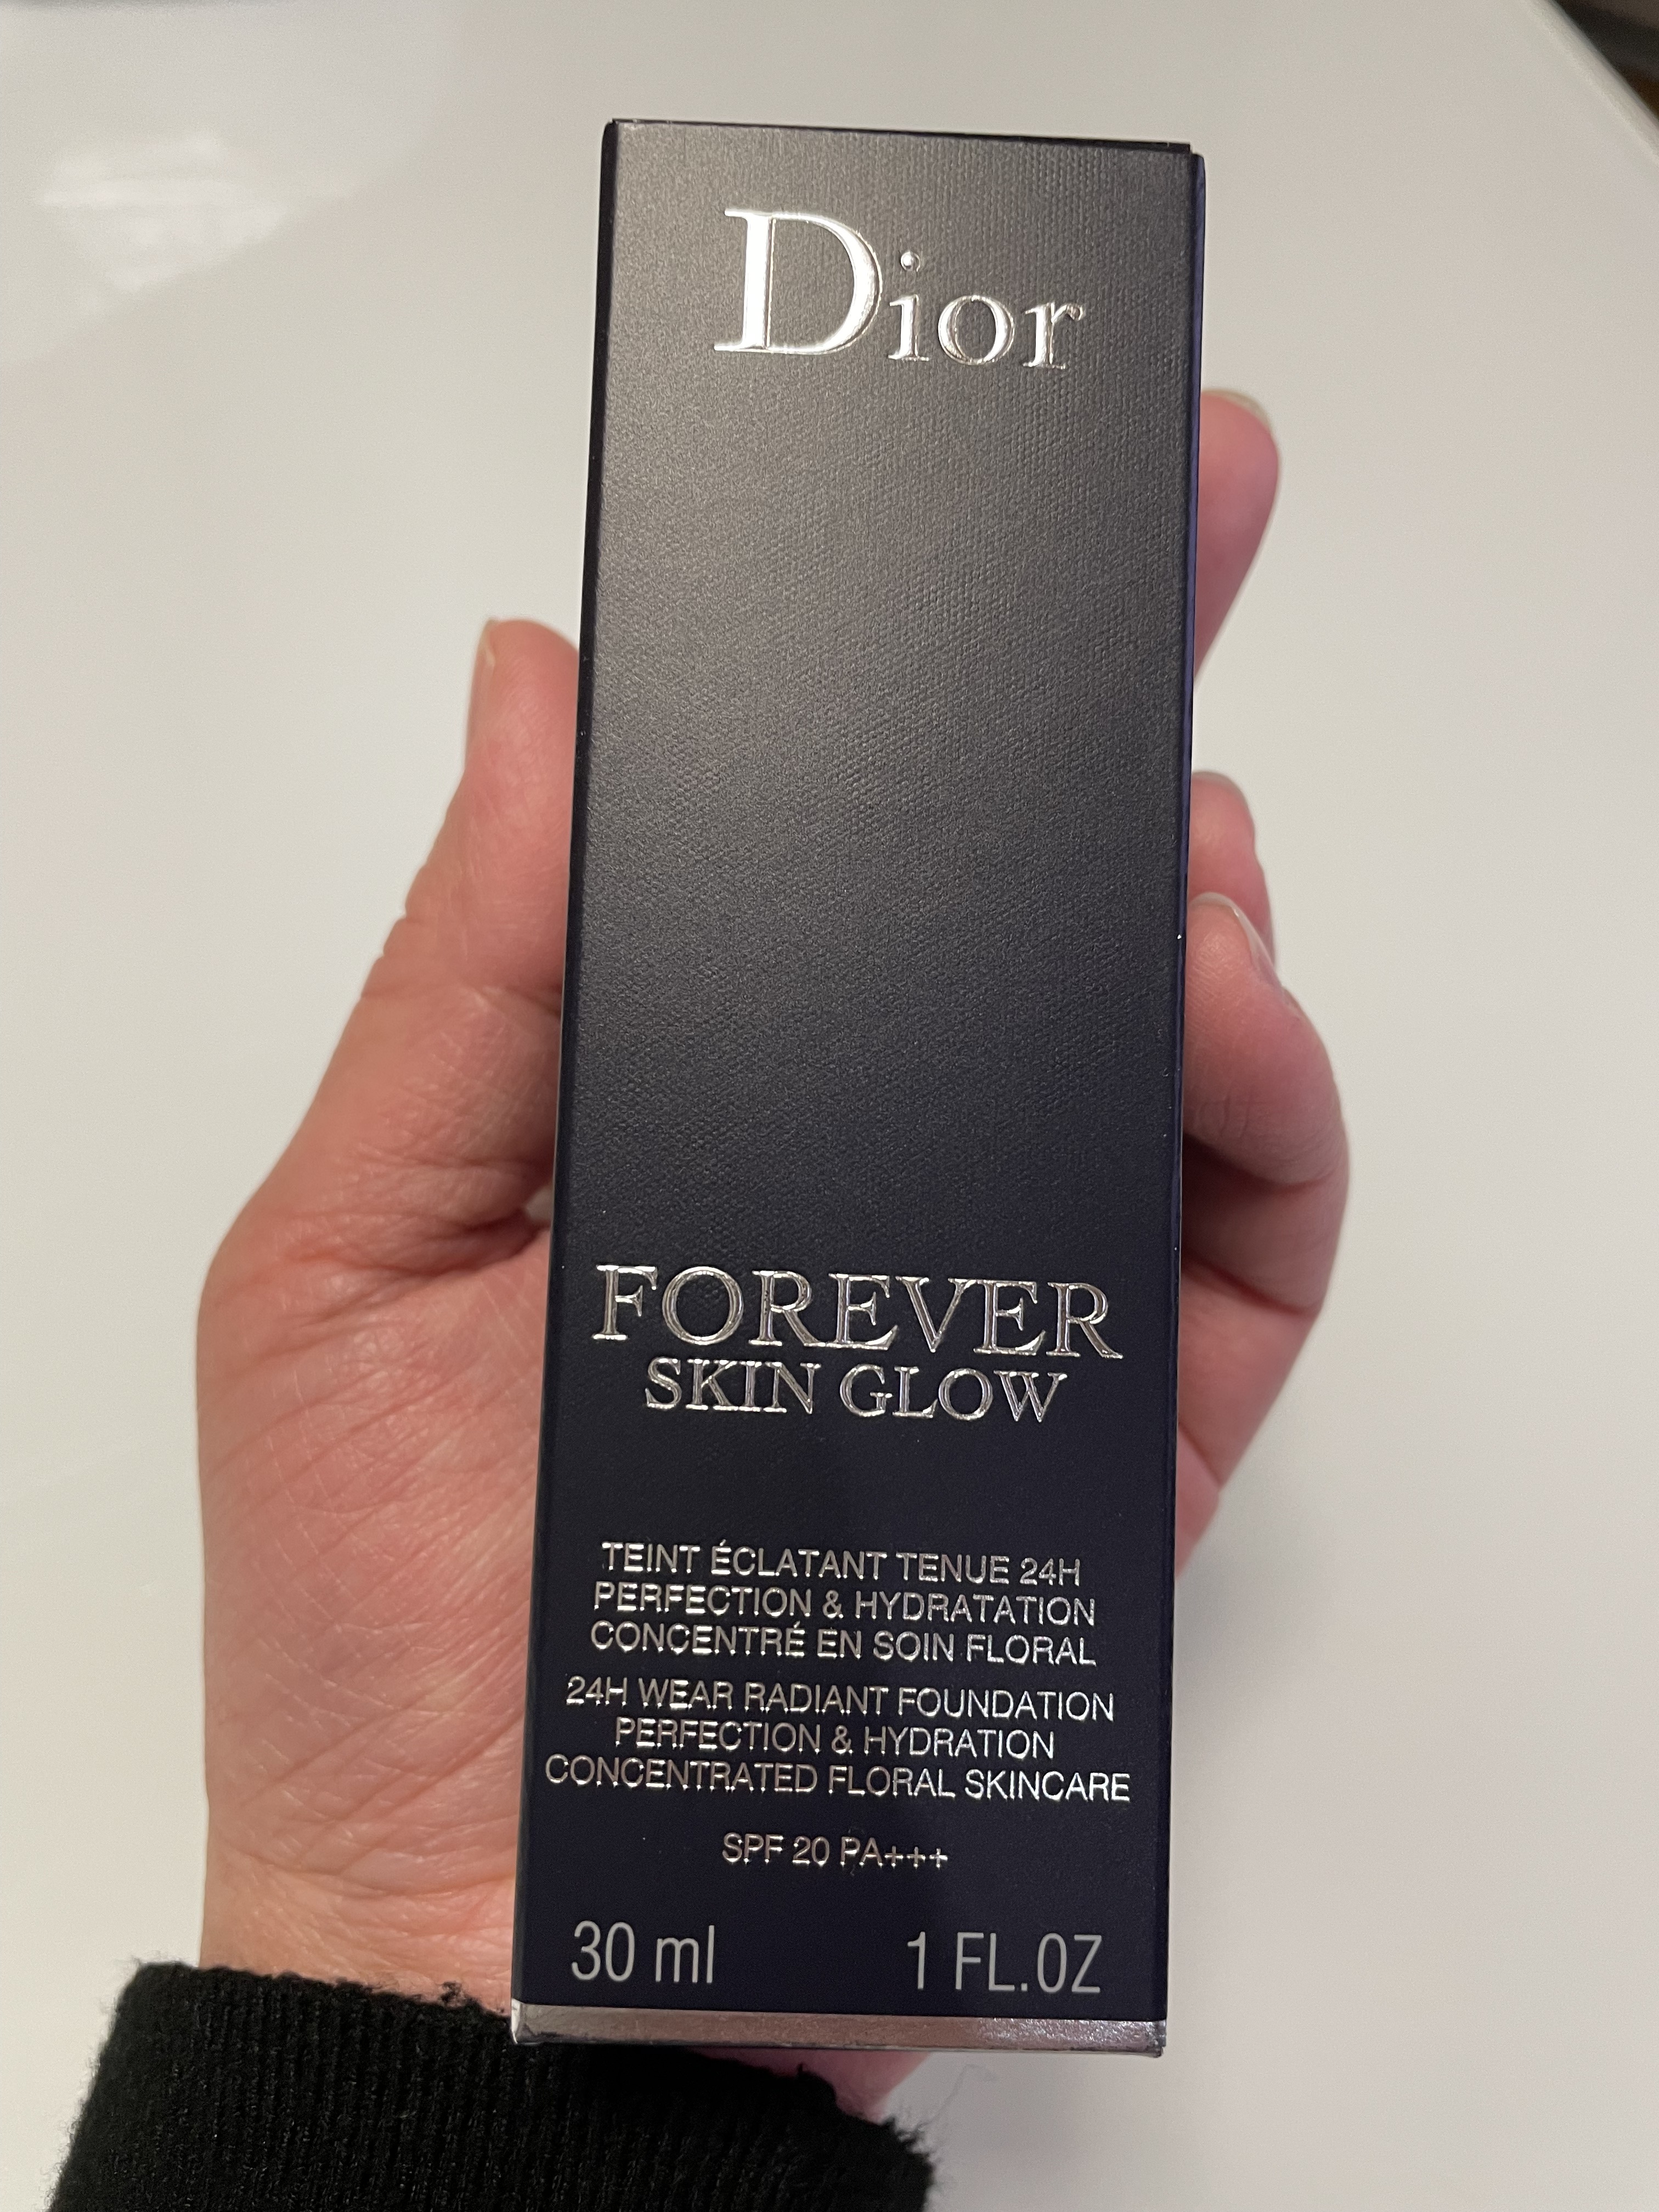 Dior
FOREVER
SKIN GLOW
TEINT ÉCLATANT TENUE 24H
PERFECTION & HYDRATATION
CONCENTRÉ EN SOIN FLORAL
24H WEAR RADIANT FOUNDATION
PERFECTION & HYDRATION
CONCENTRATED FLORAL SKINCARE
SPF 20 PA+++
30 ml 1 FL.OZ